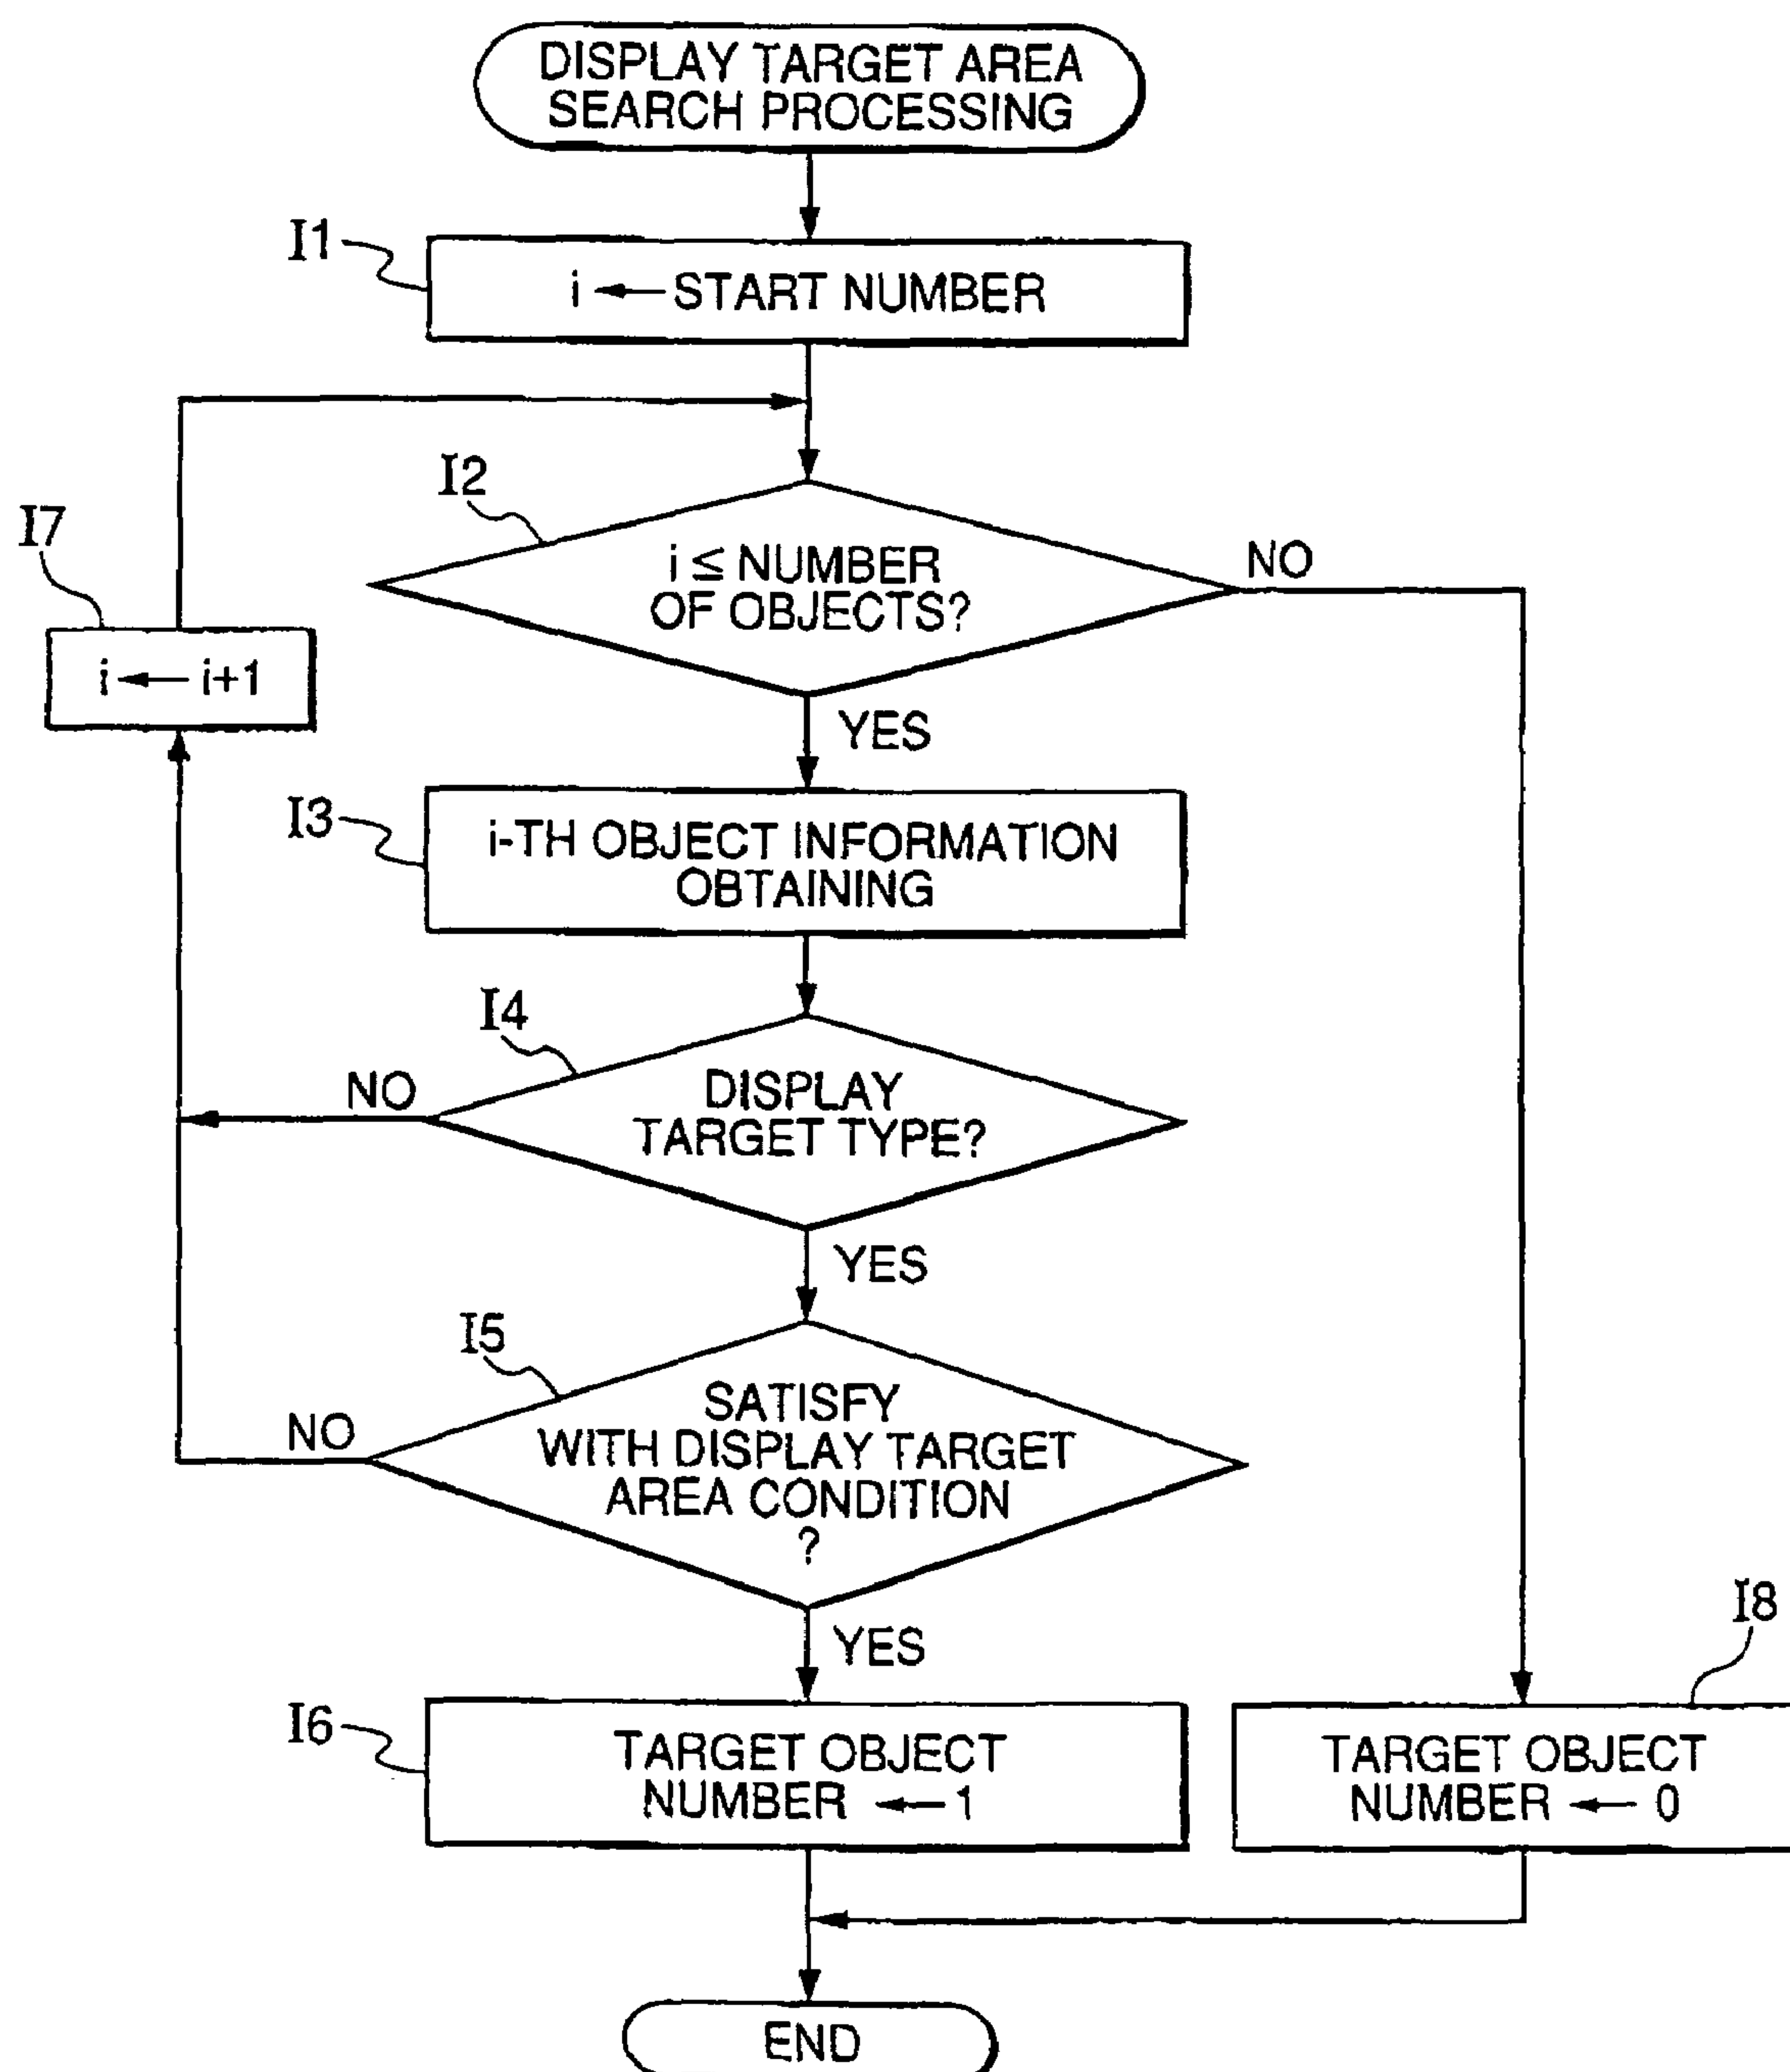 DISPLAY TARGET AREA
SEARCH PROCESSING
I1
i ← START NUMBER
I2
i ≤ NUMBER
OF OBJECTS?
NO
I7
i ← i+1
YES
I3
i-TH OBJECT INFORMATION
OBTAINING
I4
DISPLAY
TARGET TYPE?
NO
YES
I5
SATISFY
WITH DISPLAY TARGET
AREA CONDITION
?
NO
YES
I6
TARGET OBJECT
NUMBER ← 1
I8
TARGET OBJECT
NUMBER ← 0
END